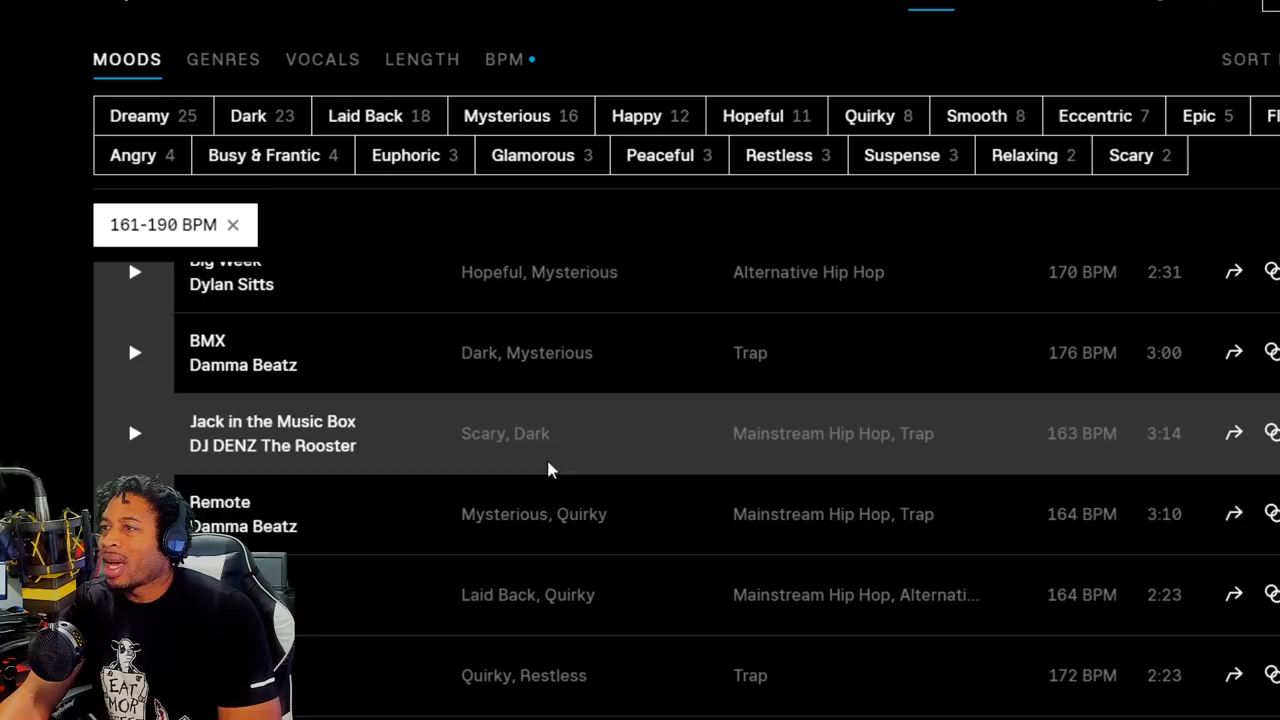 MOODS GENRES VOCALS LENGTH BPM SORT
Dreamy 25 Dark 23 Laid Back 18 Mysterious 16 Happy 12 Hopeful 11 Quirky 8 Smooth 8 Eccentric 7 Epic 5
Angry 4 Busy & Frantic 4 Euphoric 3 Glamorous 3 Peaceful 3 Restless 3 Suspense 3 Relaxing 2 Scary 2
161-190 BPM
Big Week
Dylan Sitts
Hopeful, Mysterious Alternative Hip Hop 170 BPM 2:31
BMX
Damma Beatz
Dark, Mysterious Trap 176 BPM 3:00
Jack in the Music Box
DJ DENZ The Rooster
Scary, Dark Mainstream Hip Hop, Trap 163 BPM 3:14
Remote
Damma Beatz
Mysterious, Quirky Mainstream Hip Hop, Trap 164 BPM 3:10
Laid Back, Quirky Mainstream Hip Hop, Alternati... 164 BPM 2:23
Quirky, Restless Trap 172 BPM 2:23
EAT
MOR